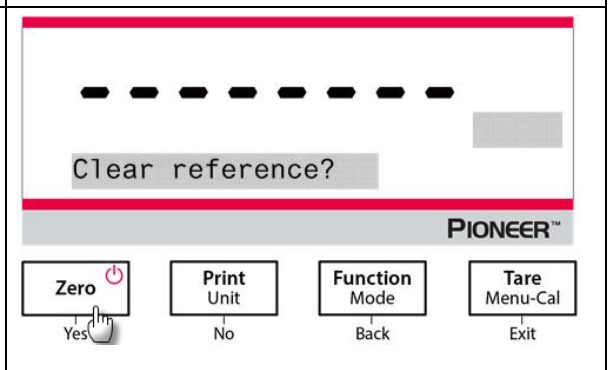 Clear reference?
PIONEER™
Zero
Print
Unit
Function
Mode
Tare
Menu-Cal
Yes
No
Back
Exit